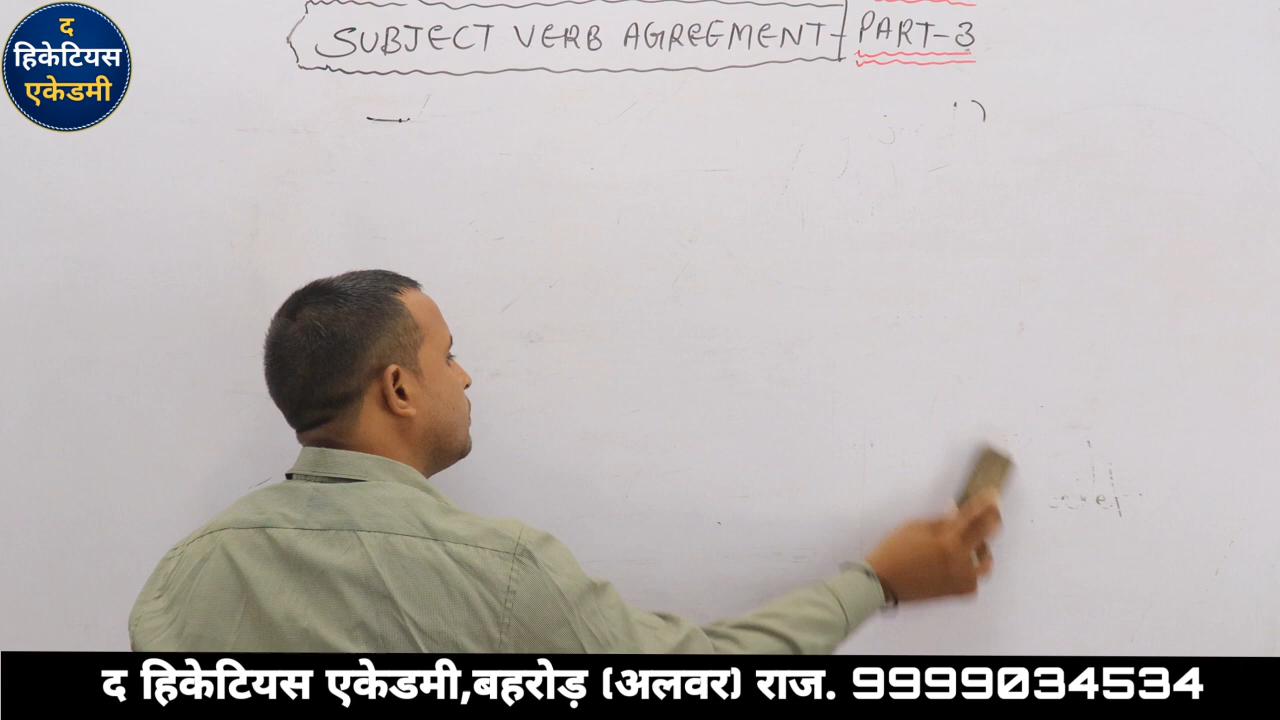 द
हिकेटियस
एकेडमी
SUBJECT VERB AGREEMENT - PART-3
द हिकेटियस एकेडमी,बहरोड़ (अलवर) राज. 9999034534